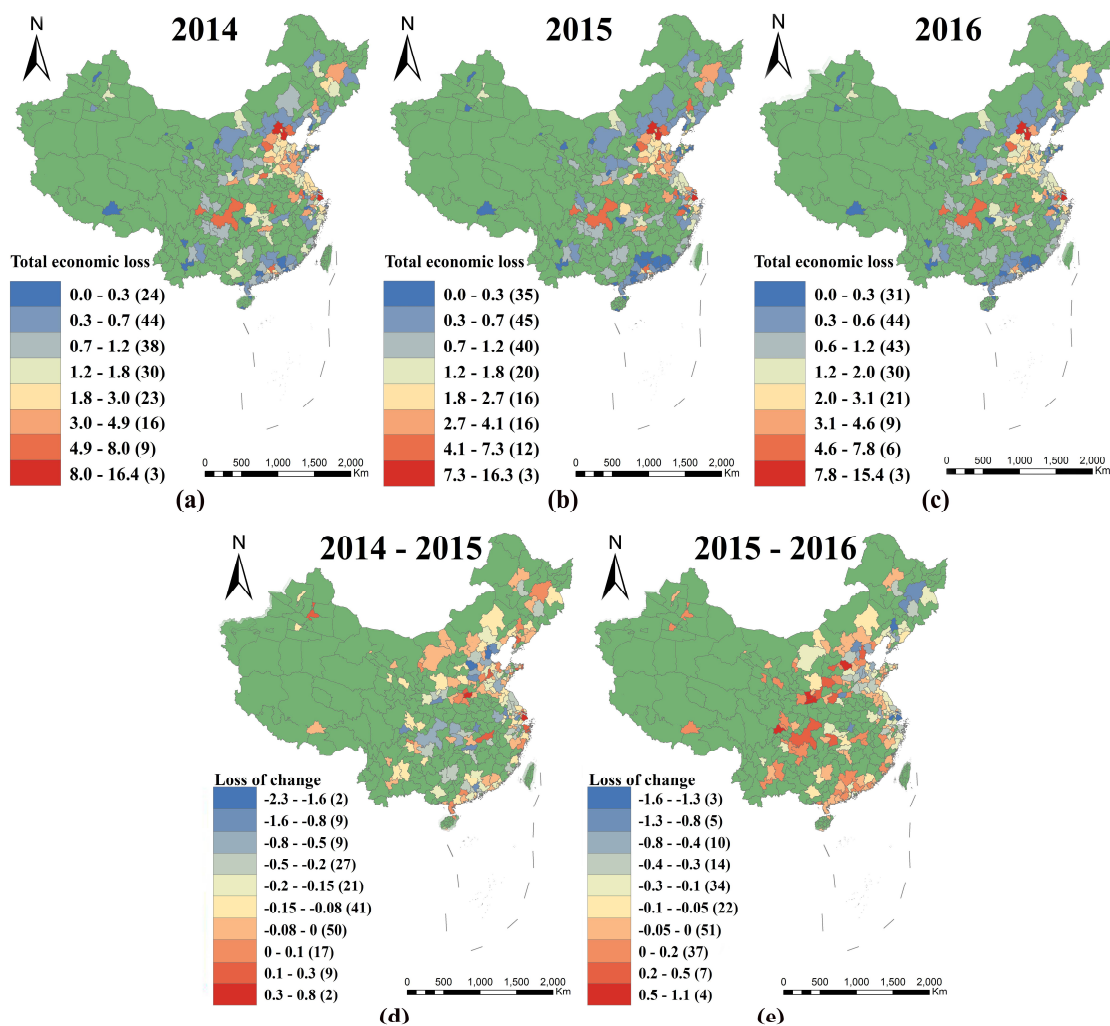 N
2014
Total economic loss
0.0 - 0.3 (24)
0.3 - 0.7 (44)
0.7 - 1.2 (38)
1.2 - 1.8 (30)
1.8 - 3.0 (23)
3.0 - 4.9 (16)
4.9 - 8.0 (9)
8.0 - 16.4 (3)
0 500 1,000 1,500 2,000
Km
(a)
N
2015
Total economic loss
0.0 - 0.3 (35)
0.3 - 0.7 (45)
0.7 - 1.2 (40)
1.2 - 1.8 (20)
1.8 - 2.7 (16)
2.7 - 4.1 (16)
4.1 - 7.3 (12)
7.3 - 16.3 (3)
0 500 1,000 1,500 2,000
Km
(b)
N
2016
Total economic loss
0.0 - 0.3 (31)
0.3 - 0.6 (44)
0.6 - 1.2 (43)
1.2 - 2.0 (30)
2.0 - 3.1 (21)
3.1 - 4.6 (9)
4.6 - 7.8 (6)
7.8 - 15.4 (3)
0 500 1,000 1,500 2,000
Km
(c)
N
2014 - 2015
Loss of change
-2.3 - -1.6 (2)
-1.6 - -0.8 (9)
-0.8 - -0.5 (9)
-0.5 - -0.2 (27)
-0.2 - -0.15 (21)
-0.15 - -0.08 (41)
-0.08 - 0 (50)
0 - 0.1 (17)
0.1 - 0.3 (9)
0.3 - 0.8 (2)
0 500 1,000 1,500 2,000
Km
(d)
N
2015 - 2016
Loss of change
-1.6 - -1.3 (3)
-1.3 - -0.8 (5)
-0.8 - -0.4 (10)
-0.4 - -0.3 (14)
-0.3 - -0.1 (34)
-0.1 - -0.05 (22)
-0.05 - 0 (51)
0 - 0.2 (37)
0.2 - 0.5 (7)
0.5 - 1.1 (4)
0 500 1,000 1,500 2,000
Km
(e)